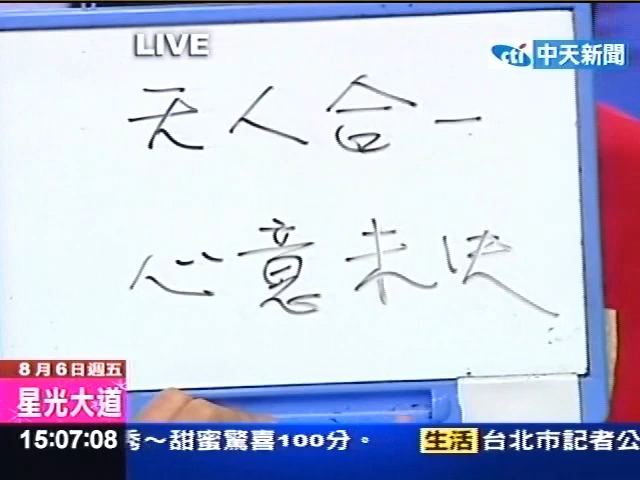 LIVE
cti 中天新聞
天人合一
心意未決
8月6日週五
星光大道
15:07:08 秀～甜蜜驚喜100分。 生活 台北市記者公